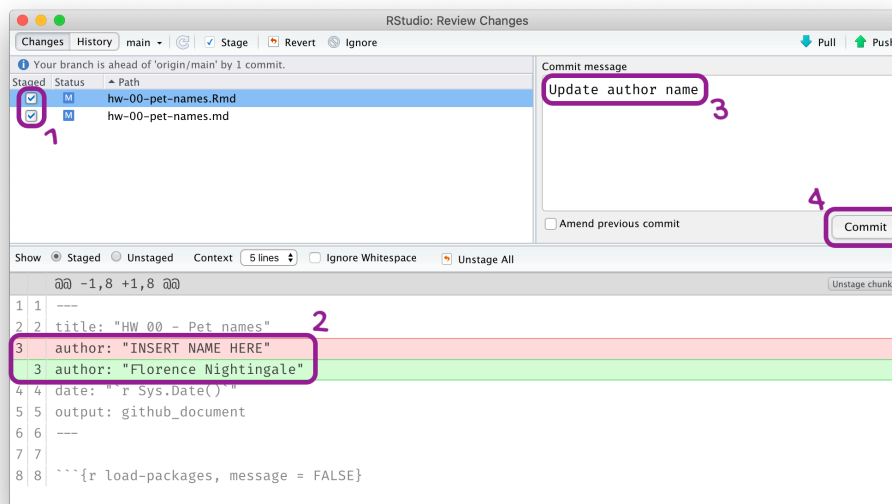 RStudio: Review Changes
Changes History main Stage Revert Ignore Pull Push
Your branch is ahead of 'origin/main' by 1 commit.
Staged Status Path
M hw-00-pet-names.Rmd
M hw-00-pet-names.md
1
Commit message
Update author name
3
4
Amend previous commit
Commit
Show Staged Unstaged Context 5 lines Ignore Whitespace Unstage All
@@ -1,8 +1,8 @@ Unstage chunk
1 1 ---
2 2 title: "HW 00 - Pet names"
2
3 author: "INSERT NAME HERE"
3 author: "Florence Nightingale"
4 4 date: "`r Sys.Date()`"
5 5 output: github_document
6 6 ---
7 7
8 8 ```{r load-packages, message = FALSE}